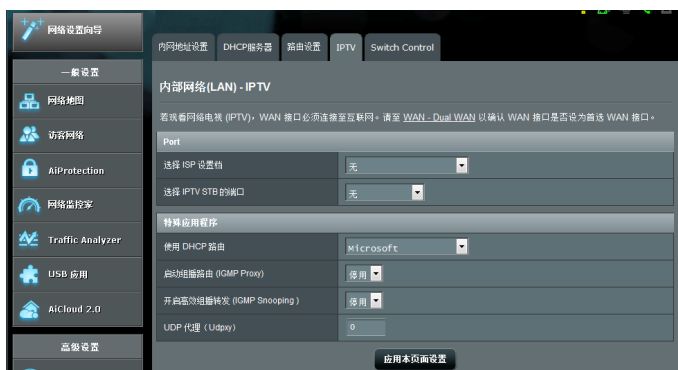 网络设置向导
一般设置
网络地图
访客网络
AiProtection
网络监控家
Traffic Analyzer
USB 应用
AiCloud 2.0
高级设置
内网地址设置 DHCP服务器 路由设置 IPTV Switch Control
内部网络(LAN) - IPTV
若观看网络电视 (IPTV)，WAN 接口必须连接至互联网。请至 WAN - Dual WAN 以确认 WAN 接口是否设为首选 WAN 接口。
Port
选择 ISP 设置档 无
选择 IPTV STB 的端口 无
特殊应用程序
使用 DHCP 路由 Microsoft
启动组播路由 (IGMP Proxy) 停用
开启高效组播转发 (IGMP Snooping ) 停用
UDP 代理（Udpxy) 0
应用本页面设置